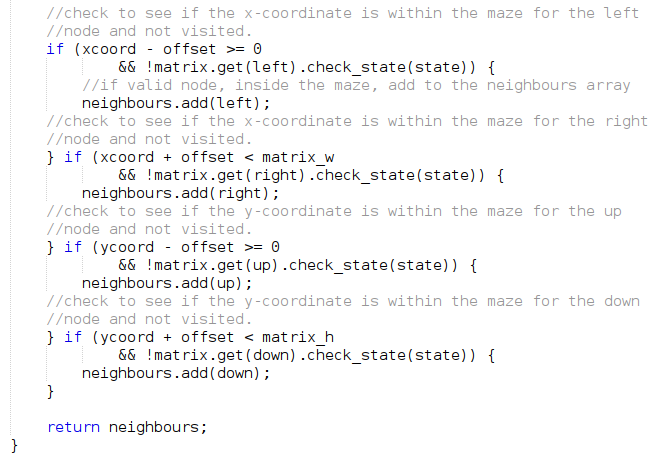 //check to see if the x-coordinate is within the maze for the left
//node and not visited.
if (xcoord - offset >= 0
&& !matrix.get(left).check_state(state)) {
//if valid node, inside the maze, add to the neighbours array
neighbours.add(left);
//check to see if the x-coordinate is within the maze for the right
//node and not visited.
} if (xcoord + offset < matrix_w
&& !matrix.get(right).check_state(state)) {
neighbours.add(right);
//check to see if the y-coordinate is within the maze for the up
//node and not visited.
} if (ycoord - offset >= 0
&& !matrix.get(up).check_state(state)) {
neighbours.add(up);
//check to see if the y-coordinate is within the maze for the down
//node and not visited.
} if (ycoord + offset < matrix_h
&& !matrix.get(down).check_state(state)) {
neighbours.add(down);
}
return neighbours;
}